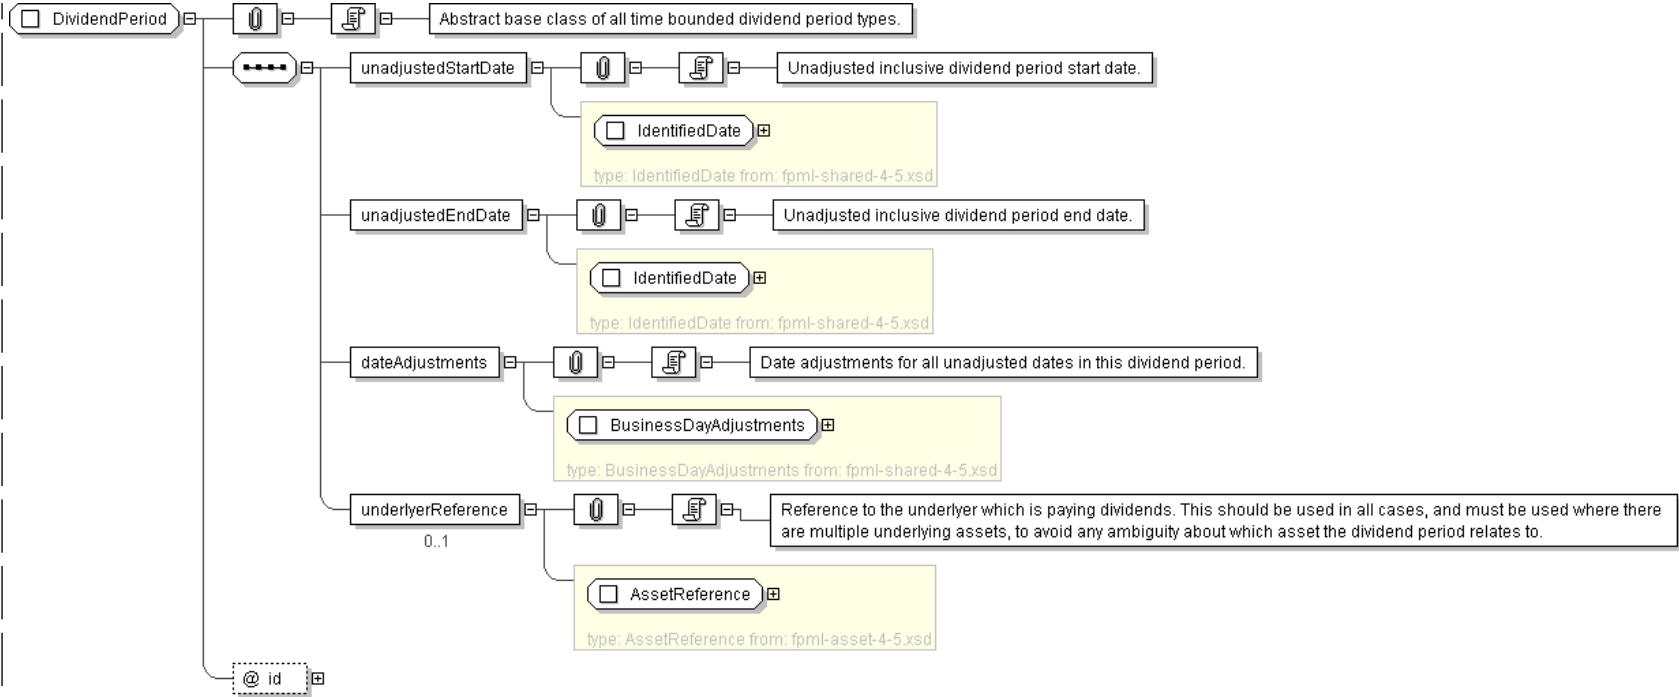 DividendPeriod
Abstract base class of all time bounded dividend period types.
unadjustedStartDate
Unadjusted inclusive dividend period start date.
IdentifiedDate
type: IdentifiedDate from: fpml-shared-4-5.xsd
unadjustedEndDate
Unadjusted inclusive dividend period end date.
IdentifiedDate
type: IdentifiedDate from: fpml-shared-4-5.xsd
dateAdjustments
Date adjustments for all unadjusted dates in this dividend period.
BusinessDayAdjustments
type: BusinessDayAdjustments from: fpml-shared-4-5.xsd
underlyerReference
0..1
Reference to the underlyer which is paying dividends. This should be used in all cases, and must be used where there
are multiple underlying assets, to avoid any ambiguity about which asset the dividend period relates to.
AssetReference
type: AssetReference from: fpml-asset-4-5.xsd
@ id